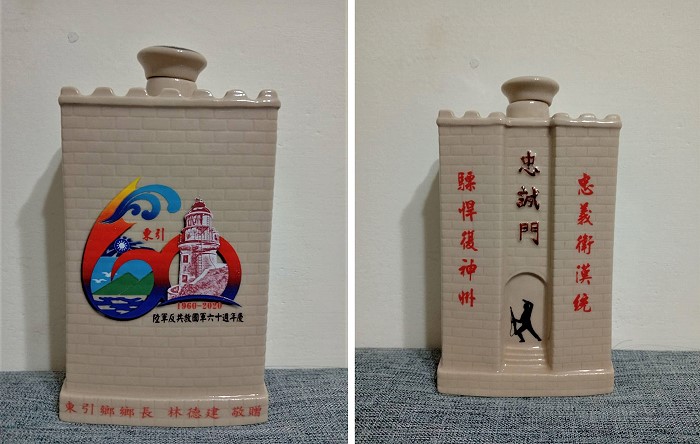 東引
60
1960-2020
陸軍反共救國軍六十週年慶
東引鄉鄉長 林德建 敬贈
忠誠門
忠義衛漢統
驃悍復神州